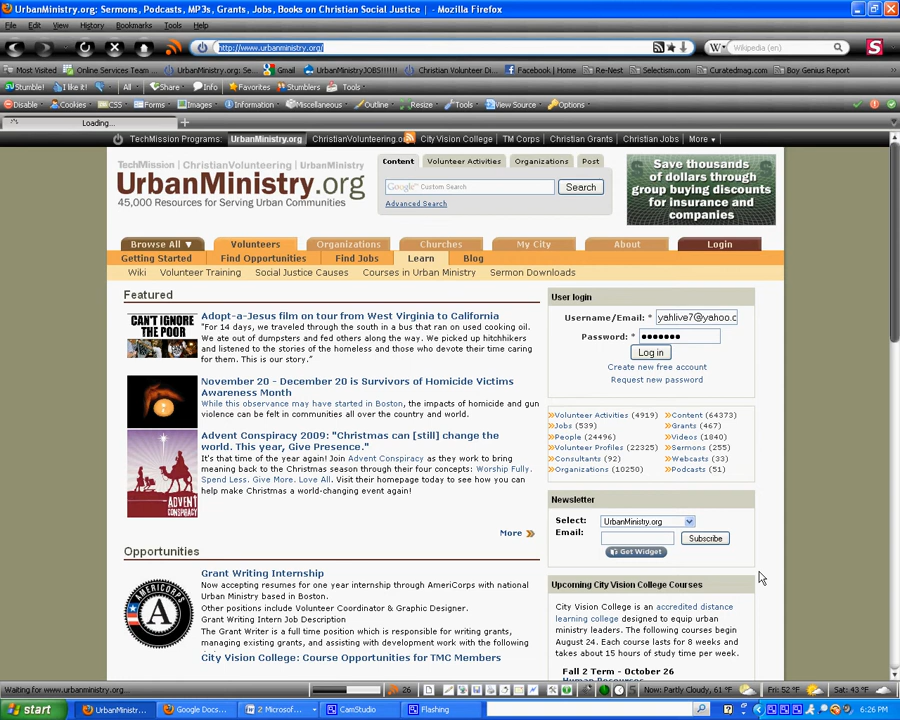 UrbanMinistry.org: Sermons, Podcasts, MP3s, Grants, Jobs, Books on Christian Social Justice | - Mozilla Firefox
File Edit View History Bookmarks Tools Help
http://www.urbanministry.org/
Wikipedia (en)
Most Visited Online Services Team ... UrbanMinistry.org: Se... Gmail UrbanMinistryJOBS!!!!!! Christian Volunteer Di... Facebook | Home Re-Nest Selectism.com Curatedmag.com Boy Genius Report
Stumble! I like it! All Share Info Favorites Stumblers Tools
Disable Cookies CSS Forms Images Information Miscellaneous Outline Resize Tools View Source Options
Loading...
TechMission Programs: UrbanMinistry.org ChristianVolunteering.org City Vision College TM Corps Christian Grants Christian Jobs More
TechMission | ChristianVolunteering | UrbanMinistry
UrbanMinistry.org
45,000 Resources for Serving Urban Communities
Content Volunteer Activities Organizations Post
Google Custom Search Search
Advanced Search
Save thousands
of dollars through
group buying discounts
for insurance and
companies
Browse All ▼ Volunteers Organizations Churches My City About Login
Getting Started Find Opportunities Find Jobs Learn Blog
Wiki Volunteer Training Social Justice Causes Courses in Urban Ministry Sermon Downloads
Featured
CAN'T IGNORE
THE POOR
Adopt-a-Jesus film on tour from West Virginia to California
"For 14 days, we traveled through the south in a bus that ran on used cooking oil.
We ate out of dumpsters and fed others along the way. We picked up hitchhikers
and listened to the stories of the homeless and those who devote their time caring
for them. This is our story."
November 20 - December 20 is Survivors of Homicide Victims
Awareness Month
While this observance may have started in Boston, the impacts of homicide and gun
violence can be felt in communities all over the country and world.
Advent Conspiracy 2009: "Christmas can [still] change the
world. This year, Give Presence."
It's that time of the year again! Join Advent Conspiracy as they work to bring
meaning back to the Christmas season through their four concepts: Worship Fully.
Spend Less. Give More. Love All. Visit their homepage today to see how you can
help make Christmas a world-changing event again!
ADVENT
CONSPIRACY
More
Opportunities
AMERICORPS
A
Grant Writing Internship
Now accepting resumes for one year internship through AmeriCorps with national
Urban Ministry based in Boston.
Other positions include Volunteer Coordinator & Graphic Designer.
Grant Writing Intern Job Description
The Grant Writer is a full time position which is responsible for writing grants,
managing existing grants, and assisting with development work with the following
City Vision College: Course Opportunities for TMC Members
User login
Username/Email: * yahlive7@yahoo.c
Password: * ●●●●●●●
Log in
Create new free account
Request new password
Volunteer Activities (4919) Content (64373)
Jobs (539) Grants (467)
People (24496) Videos (1840)
Volunteer Profiles (22325) Sermons (255)
Consultants (92) Webcasts (33)
Organizations (10250) Podcasts (51)
Newsletter
Select: UrbanMinistry.org
Email: Subscribe
Get Widget
Upcoming City Vision College Courses
City Vision College is an accredited distance
learning college designed to equip urban
ministry leaders. The following courses begin
August 24. Each course lasts for 8 weeks and
takes about 15 hours of study time per week.
Fall 2 Term - October 26
Human Resources
Waiting for www.urbanministry.org... 26 Now: Partly Cloudy, 61 °F Fri: 52 °F Sat: 43 °F
start UrbanMinistr... Google Docs... 2 Microsof... CamStudio Flashing 6:26 PM